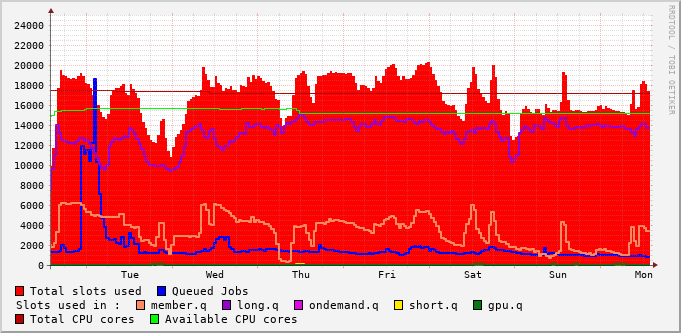 24000
22000
20000
18000
16000
14000
12000
10000
8000
6000
4000
2000
0
Tue Wed Thu Fri Sat Sun Mon
Total slots used Queued Jobs
Slots used in : member.q long.q ondemand.q short.q gpu.q
Total CPU cores Available CPU cores
RRDTOOL / TOBI OETIKER